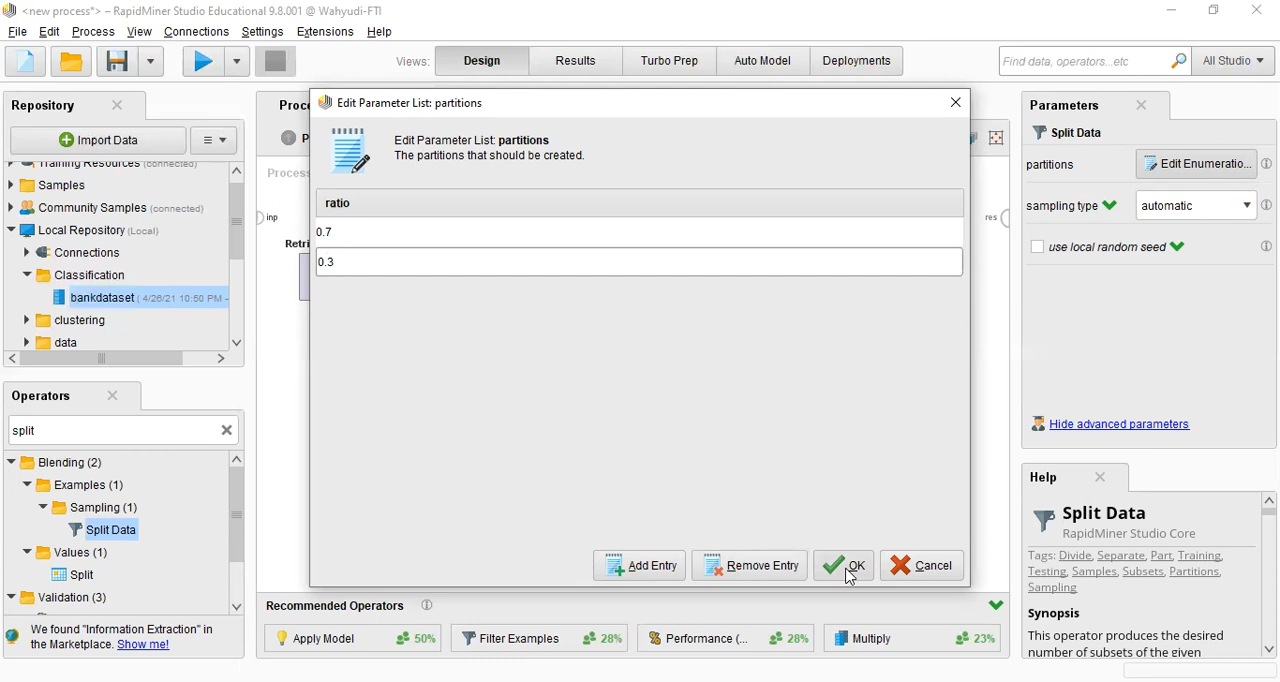 <new process*> – RapidMiner Studio Educational 9.8.001 @ Wahyudi-FTI
File Edit Process View Connections Settings Extensions Help
Views: Design Results Turbo Prep Auto Model Deployments
Find data, operators...etc All Studio
Repository
Import Data
Training Resources (connected)
Samples
Community Samples (connected)
Local Repository (Local)
Connections
Classification
bankdataset ( 4/26/21 10:50 PM -
clustering
data
Operators
split
Blending (2)
Examples (1)
Sampling (1)
Split Data
Values (1)
Split
Validation (3)
We found "Information Extraction" in
the Marketplace. Show me!
Process
inp
res
Edit Parameter List: partitions
Edit Parameter List: partitions
The partitions that should be created.
ratio
0.7
0.3
Add Entry Remove Entry OK Cancel
Recommended Operators
Apply Model 50% Filter Examples 28% Performance (... 28% Multiply 23%
Parameters
Split Data
partitions Edit Enumeratio...
sampling type automatic
use local random seed
Hide advanced parameters
Help
Split Data
RapidMiner Studio Core
Tags: Divide, Separate, Part, Training,
Testing, Samples, Subsets, Partitions,
Sampling
Synopsis
This operator produces the desired
number of subsets of the given